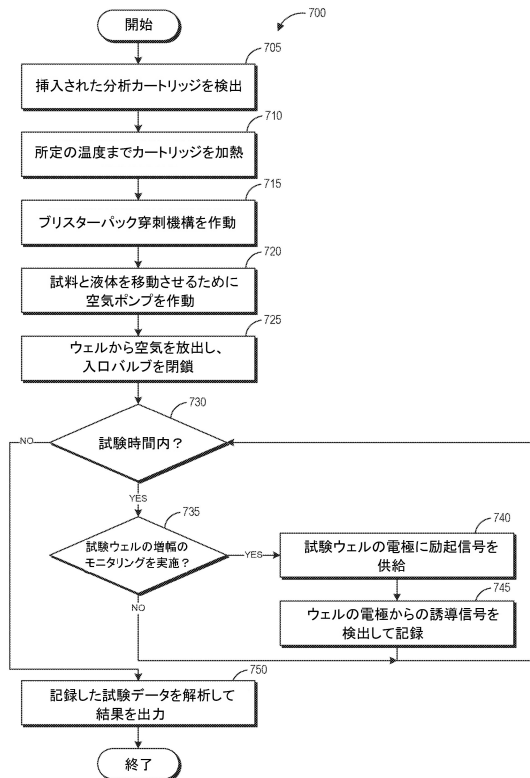 700
開始
705
挿入された分析カートリッジを検出
710
所定の温度までカートリッジを加熱
715
ブリスターパック穿刺機構を作動
720
試料と液体を移動させるために
空気ポンプを作動
725
ウェルから空気を放出し、
入口バルブを閉鎖
730
試験時間内？
NO
YES
735
試験ウェルの増幅の
モニタリングを実施？
YES
NO
740
試験ウェルの電極に励起信号を
供給
745
ウェルの電極からの誘導信号を
検出して記録
750
記録した試験データを解析して
結果を出力
終了